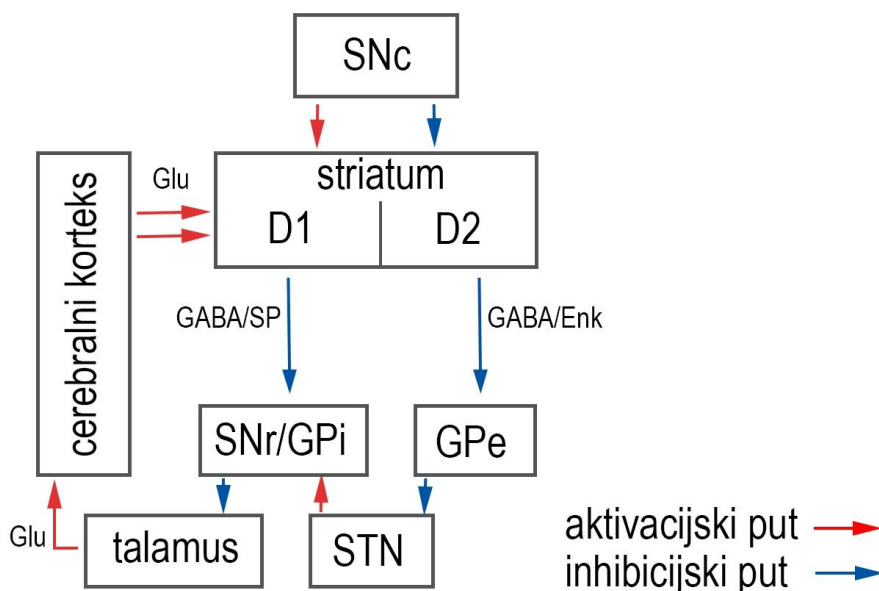 SNc
Glu
striatum
D1
D2
cerebralni korteks
GABA/SP
GABA/Enk
SNr/GPi
GPe
Glu
talamus
STN
aktivacijski put
inhibicijski put